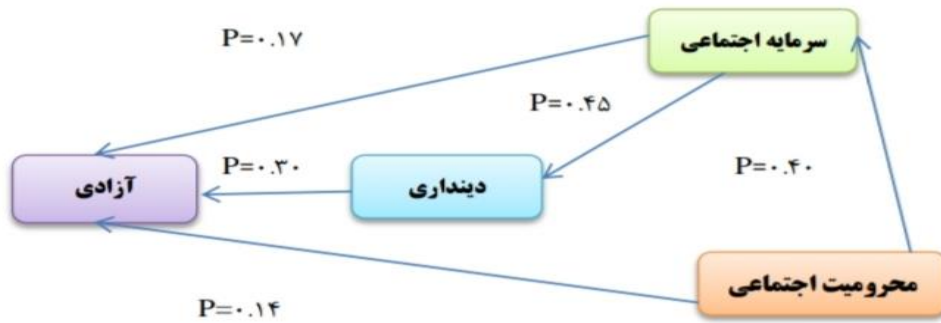 سرمایه اجتماعی
P=۰.۱۷
P=۰.۴۵
دینداری
P=۰.۳۰
آزادی
P=۰.۴۰
محرومیت اجتماعی
P=۰.۱۴